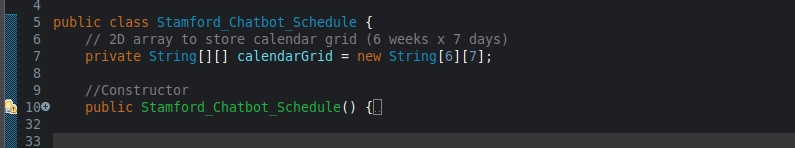 4
5 public class Stamford_Chatbot_Schedule {
6 // 2D array to store calendar grid (6 weeks x 7 days)
7 private String[][] calendarGrid = new String[6][7];
8
9 //Constructor
10 public Stamford_Chatbot_Schedule() {
32
33